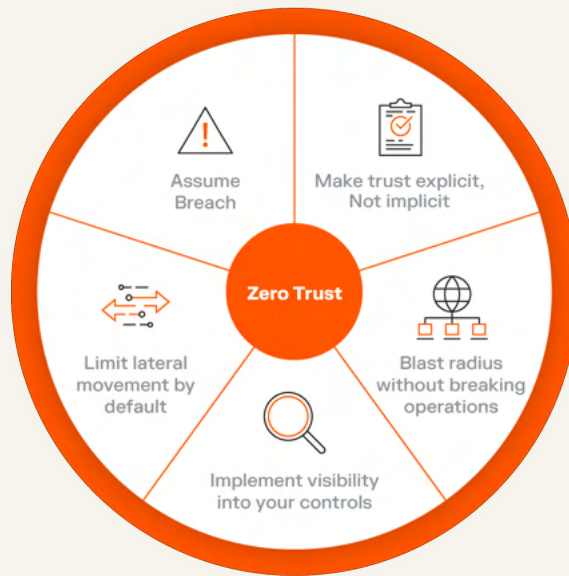 Assume
Breach
Make trust explicit,
Not implicit
Zero Trust
Limit lateral
movement by
default
Blast radius
without breaking
operations
Implement visibility
into your controls